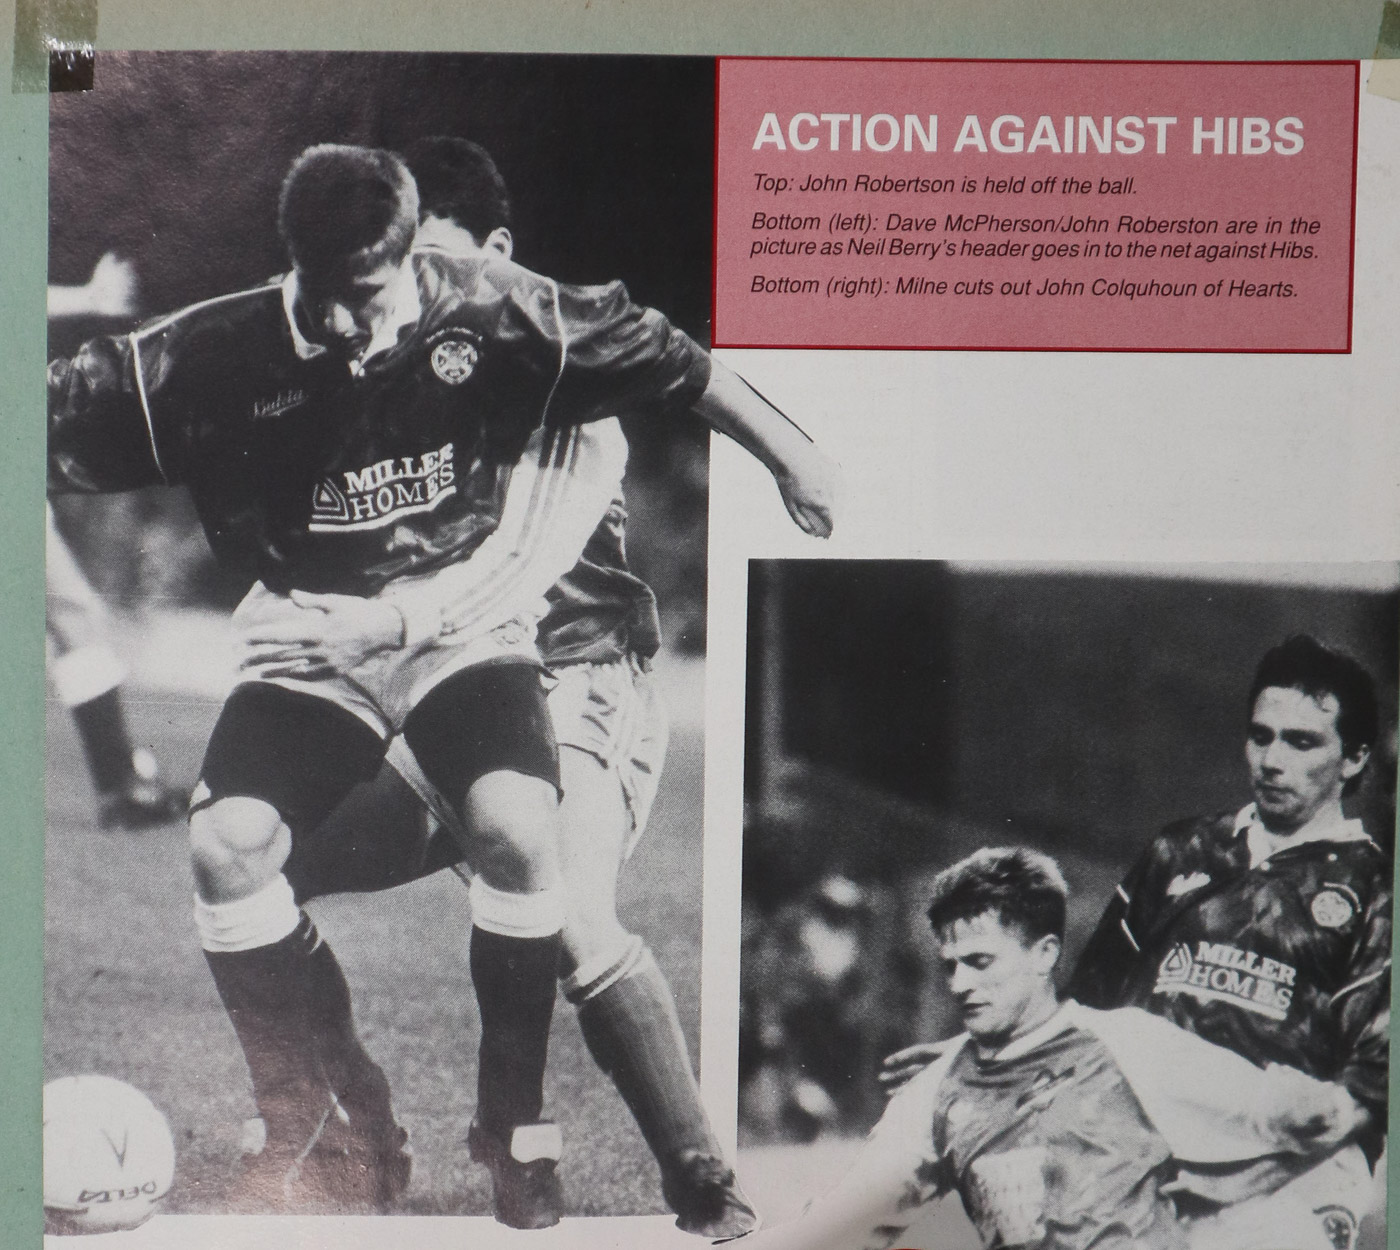 ACTION AGAINST HIBS
Top: John Robertson is held off the ball.
Bottom (left): Dave McPherson/John Roberston are in the
picture as Neil Berry's header goes in to the net against Hibs.
Bottom (right): Milne cuts out John Colquhoun of Hearts.
Bukta
MILLER
HOMES
MILLER
HOMES
DELTA